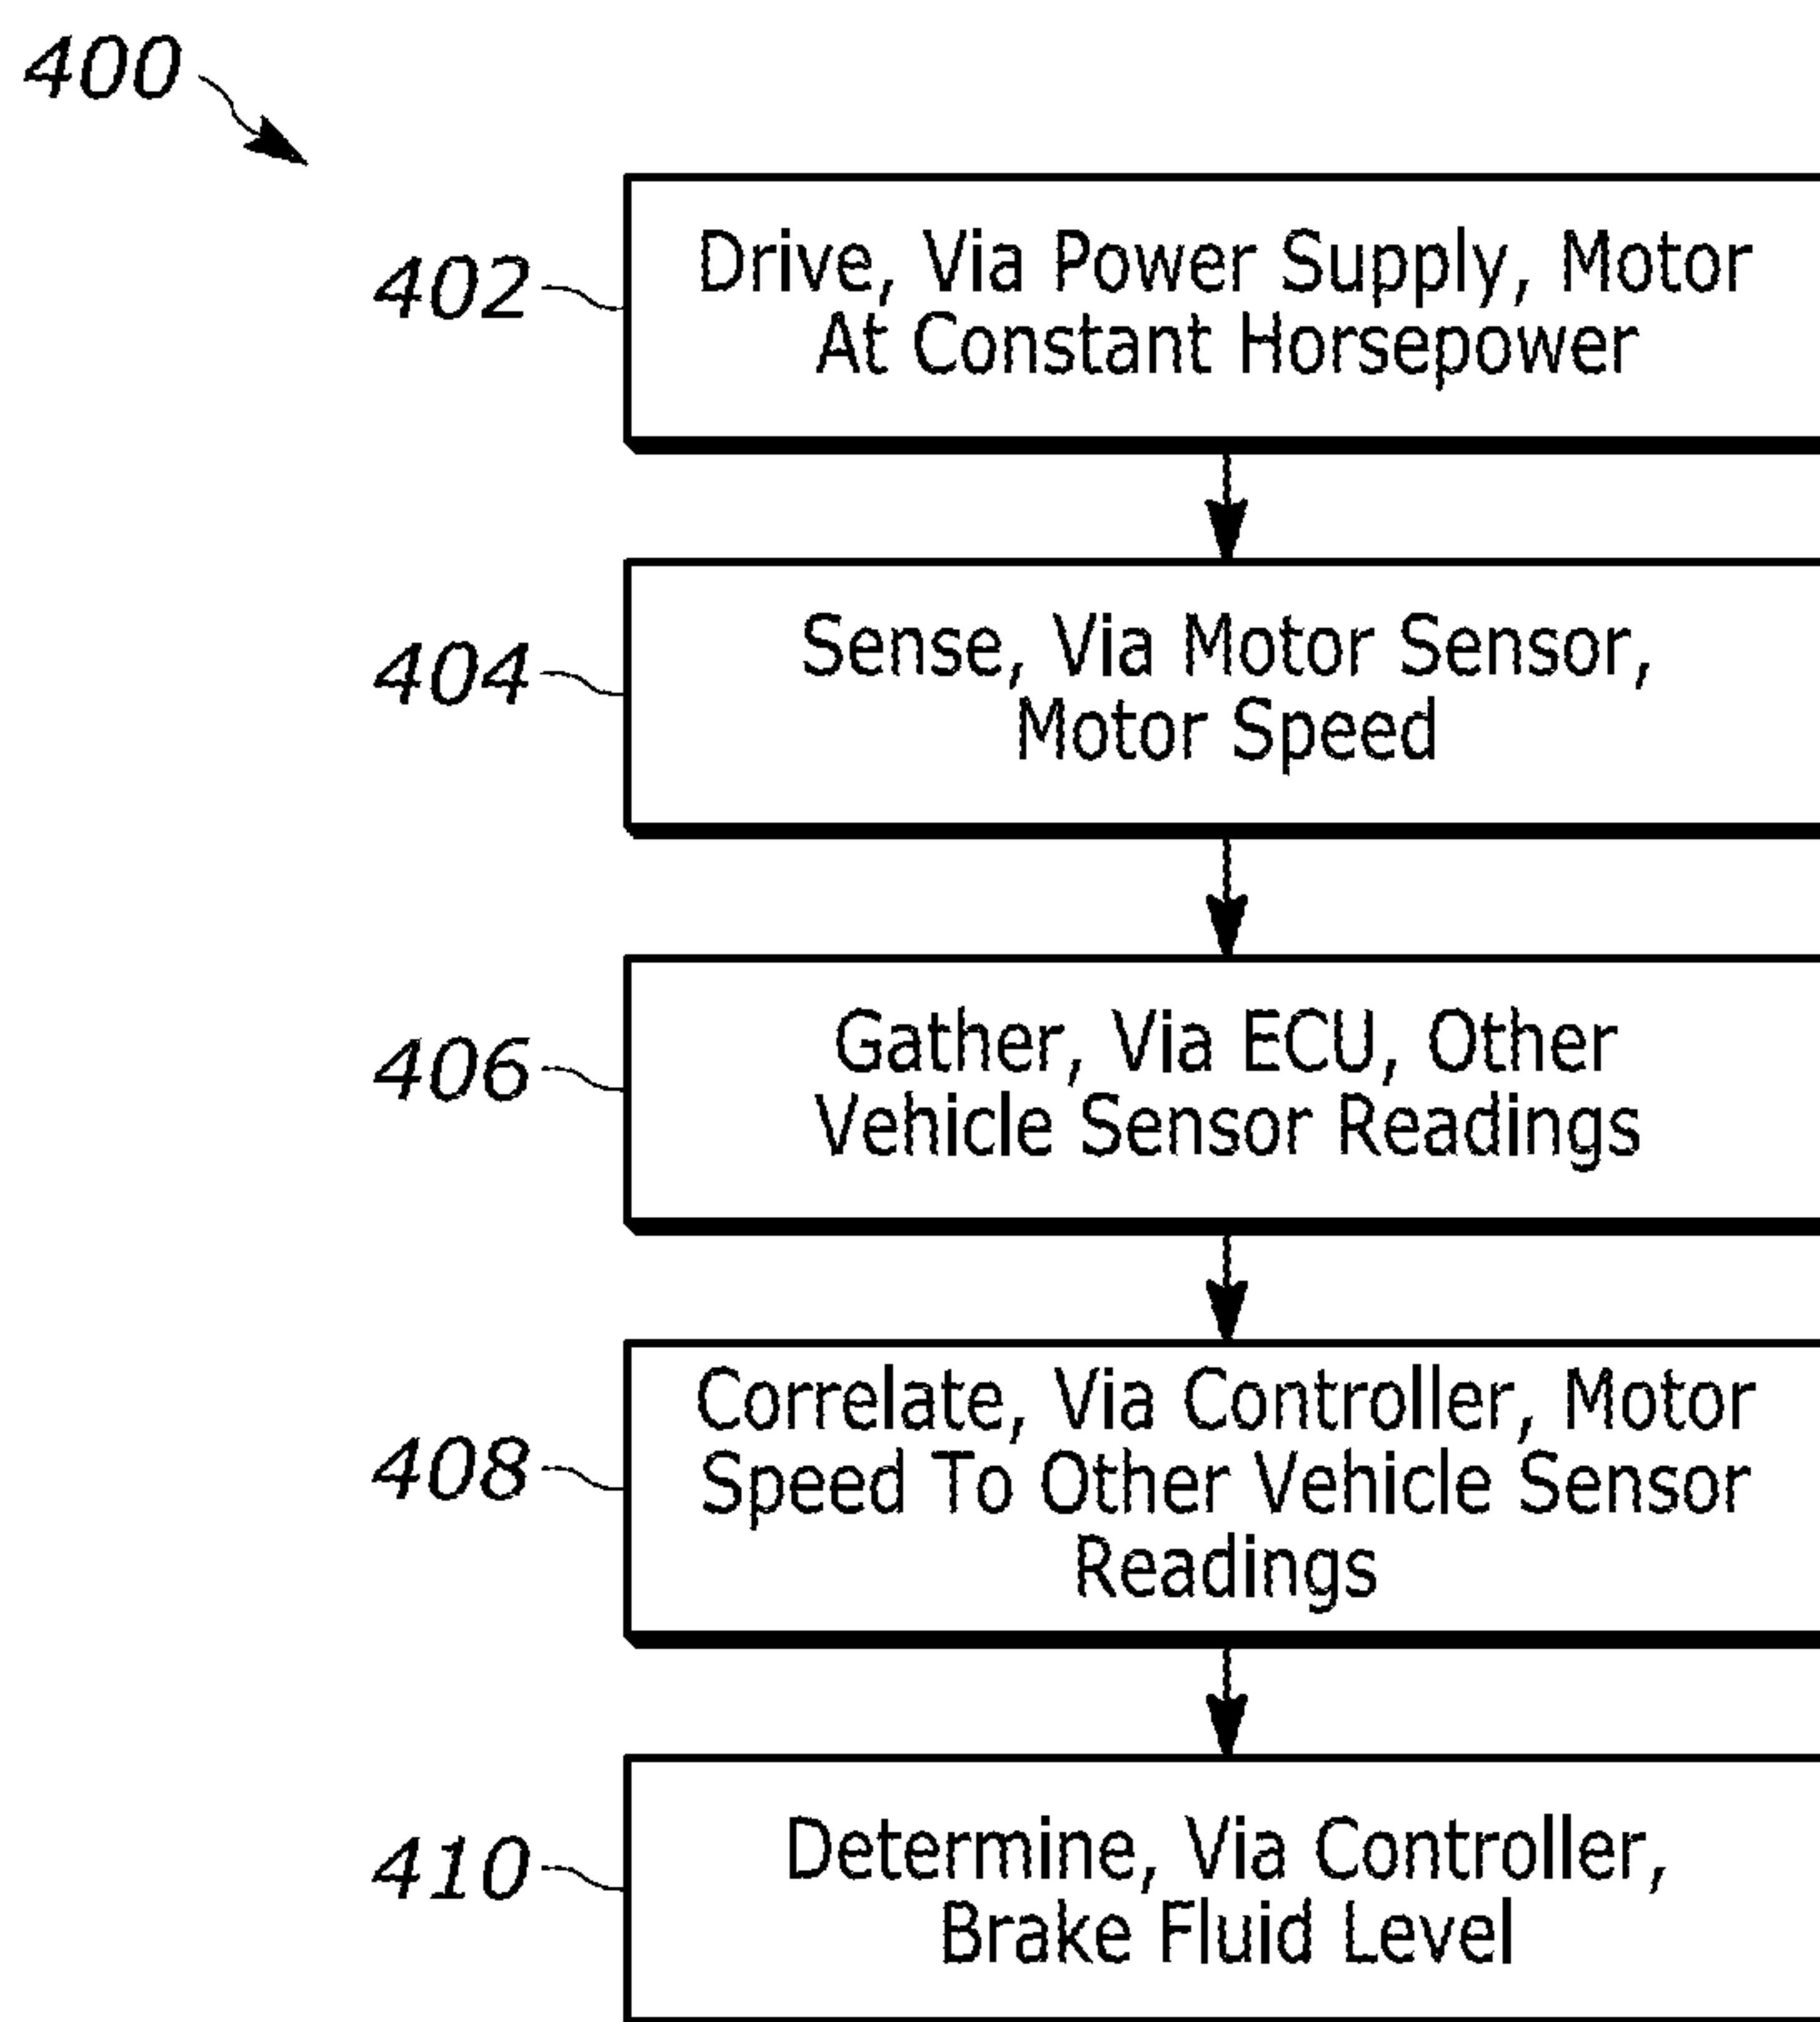 400
402
Drive, Via Power Supply, Motor
At Constant Horsepower
404
Sense, Via Motor Sensor,
Motor Speed
406
Gather, Via ECU, Other
Vehicle Sensor Readings
408
Correlate, Via Controller, Motor
Speed To Other Vehicle Sensor
Readings
410
Determine, Via Controller,
Brake Fluid Level